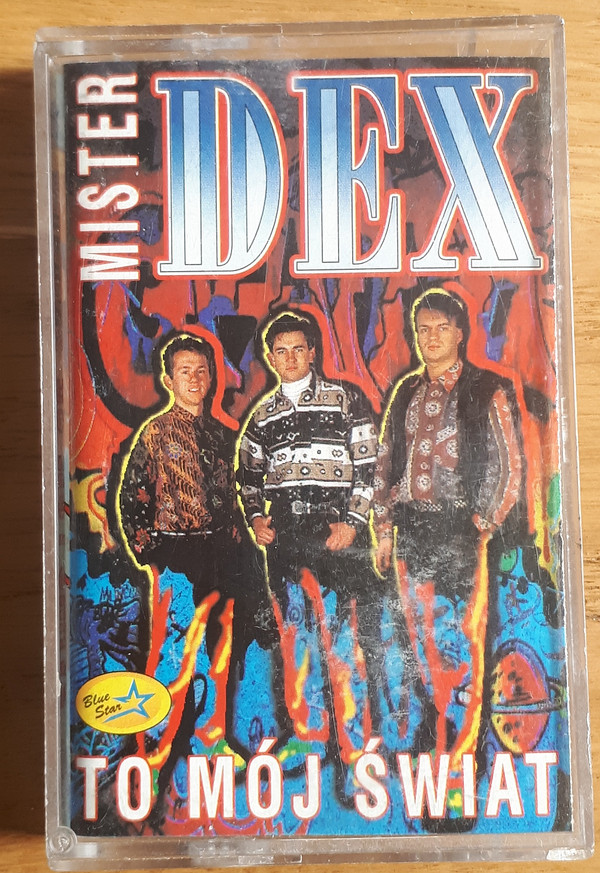 MISTER
DEX
Blue
Star
TO MÓJ ŚWIAT